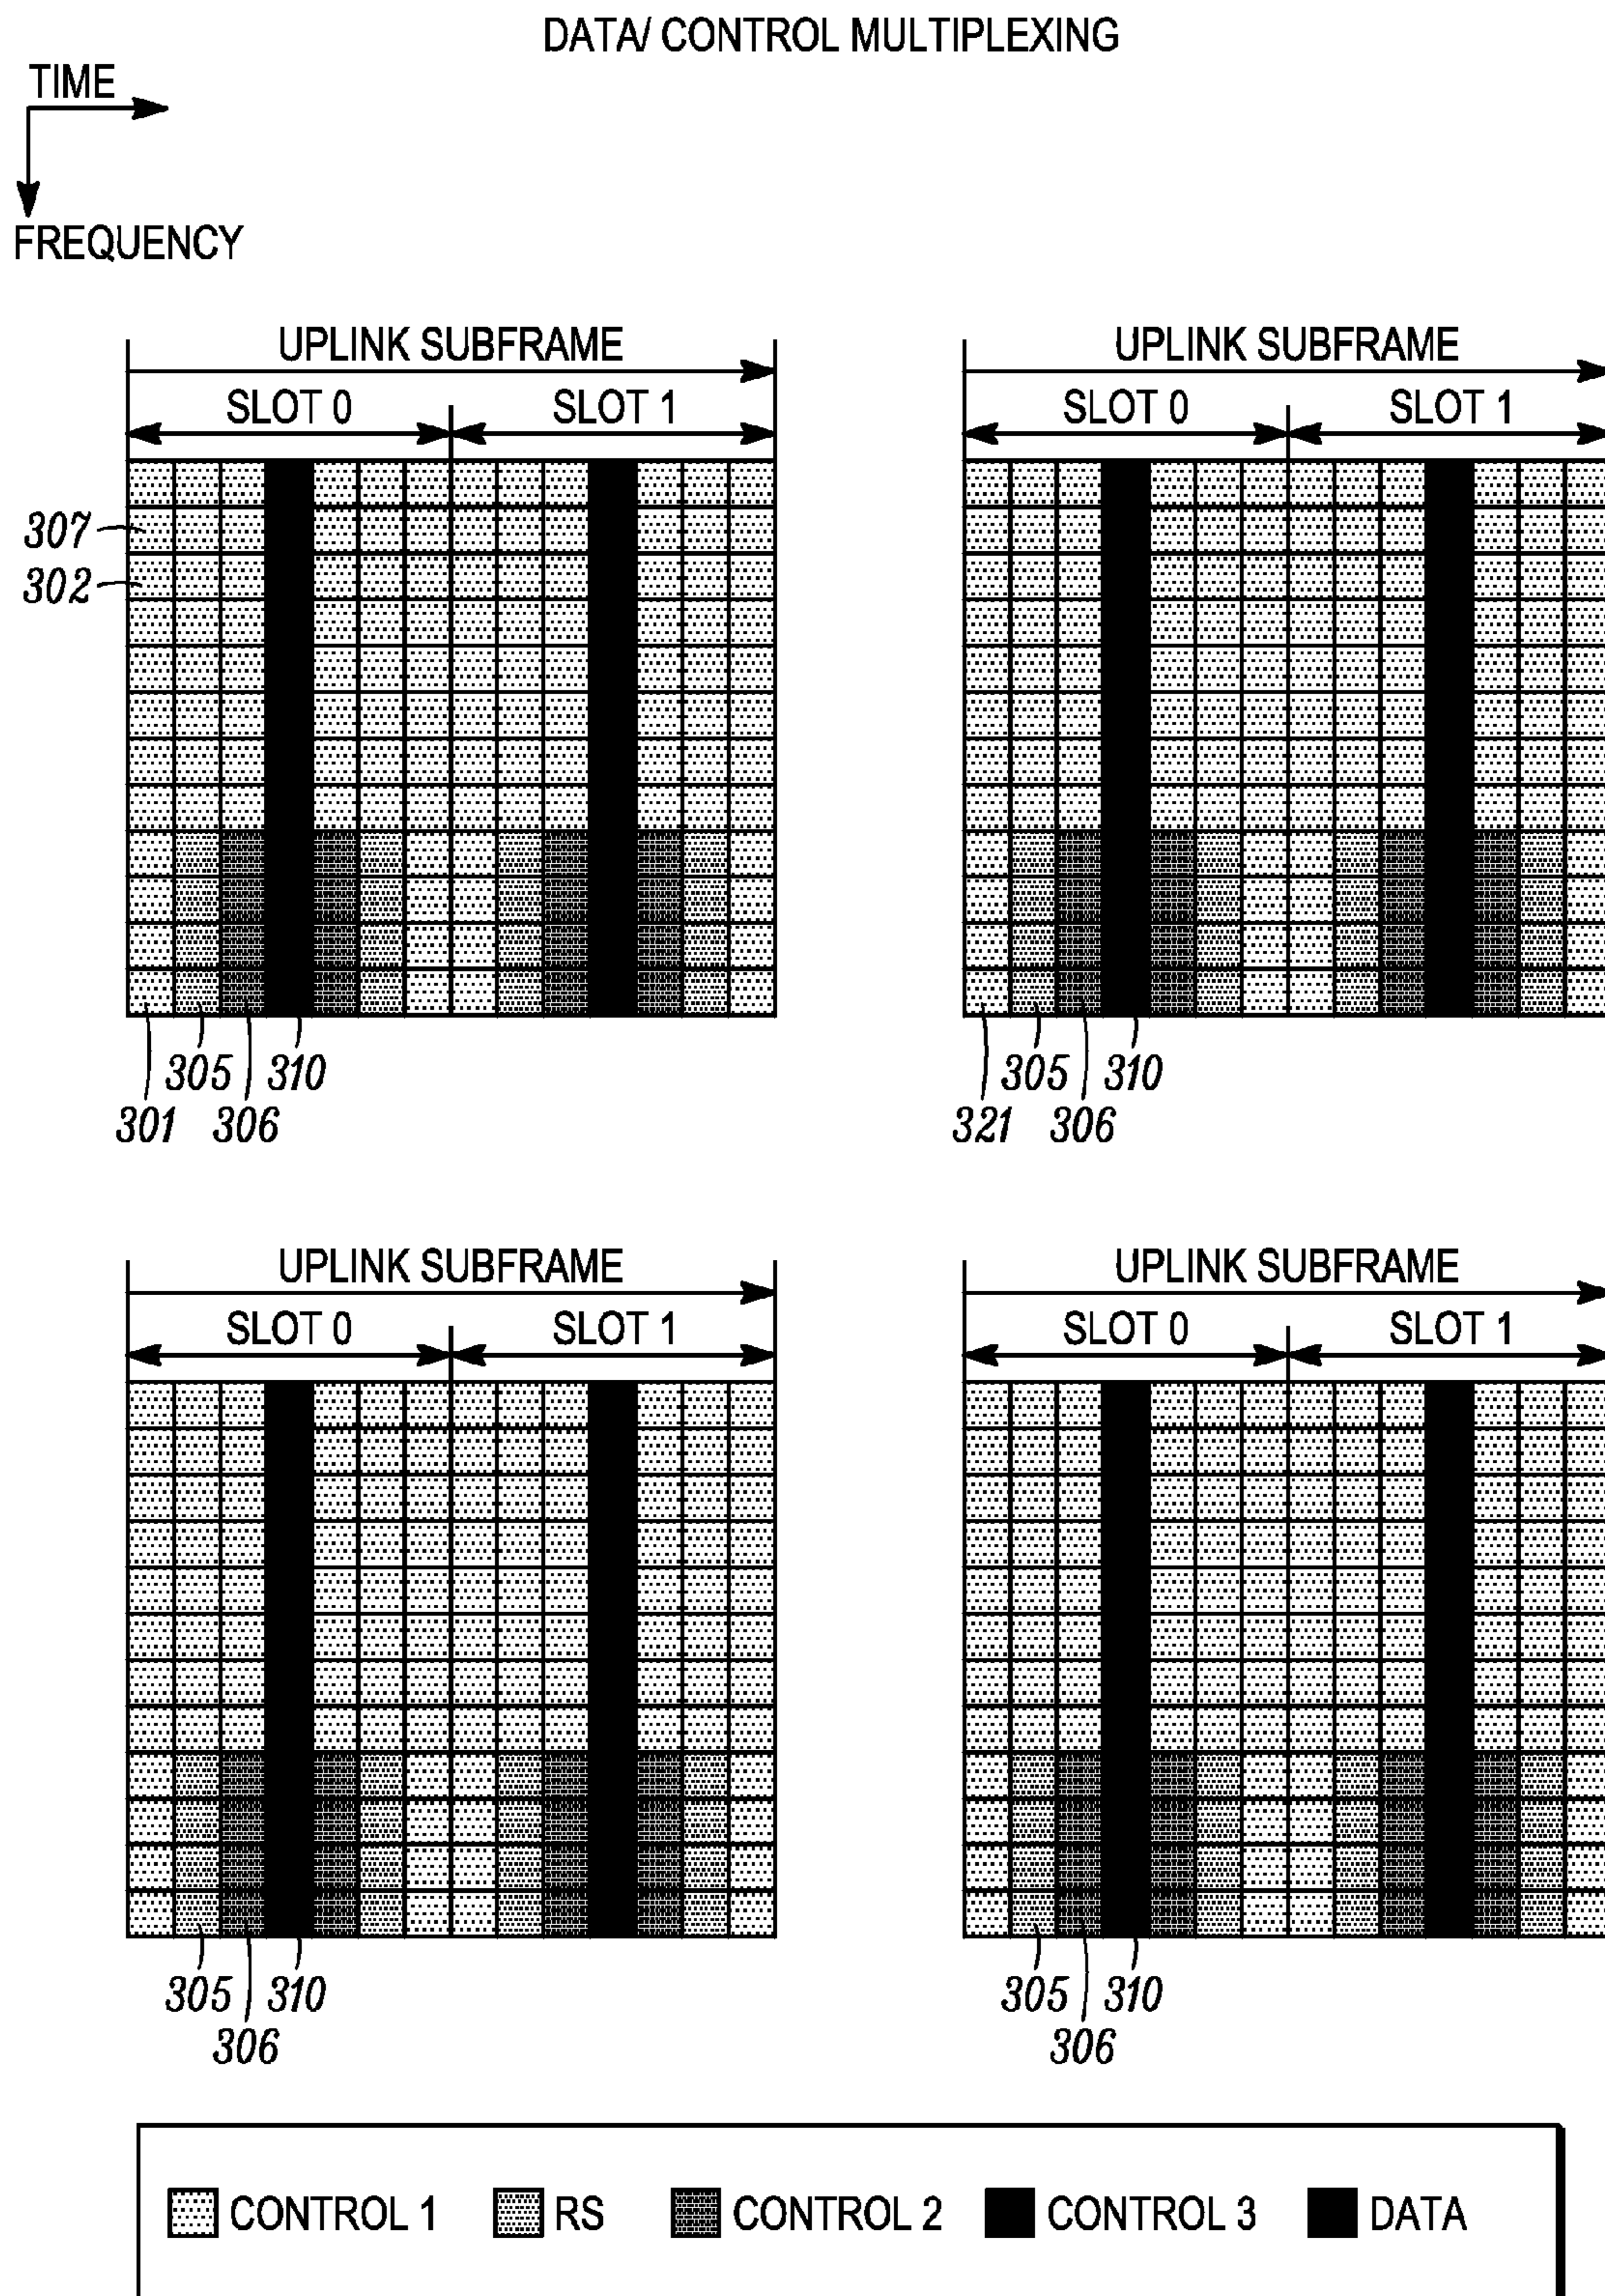 DATA/ CONTROL MULTIPLEXING
TIME
FREQUENCY
UPLINK SUBFRAME UPLINK SUBFRAME
SLOT 0 SLOT 1 SLOT 0 SLOT 1
307
302
305 310 305 310
301 306 321 306
UPLINK SUBFRAME UPLINK SUBFRAME
SLOT 0 SLOT 1 SLOT 0 SLOT 1
305 310 305 310
306 306
CONTROL 1 RS CONTROL 2 CONTROL 3 DATA